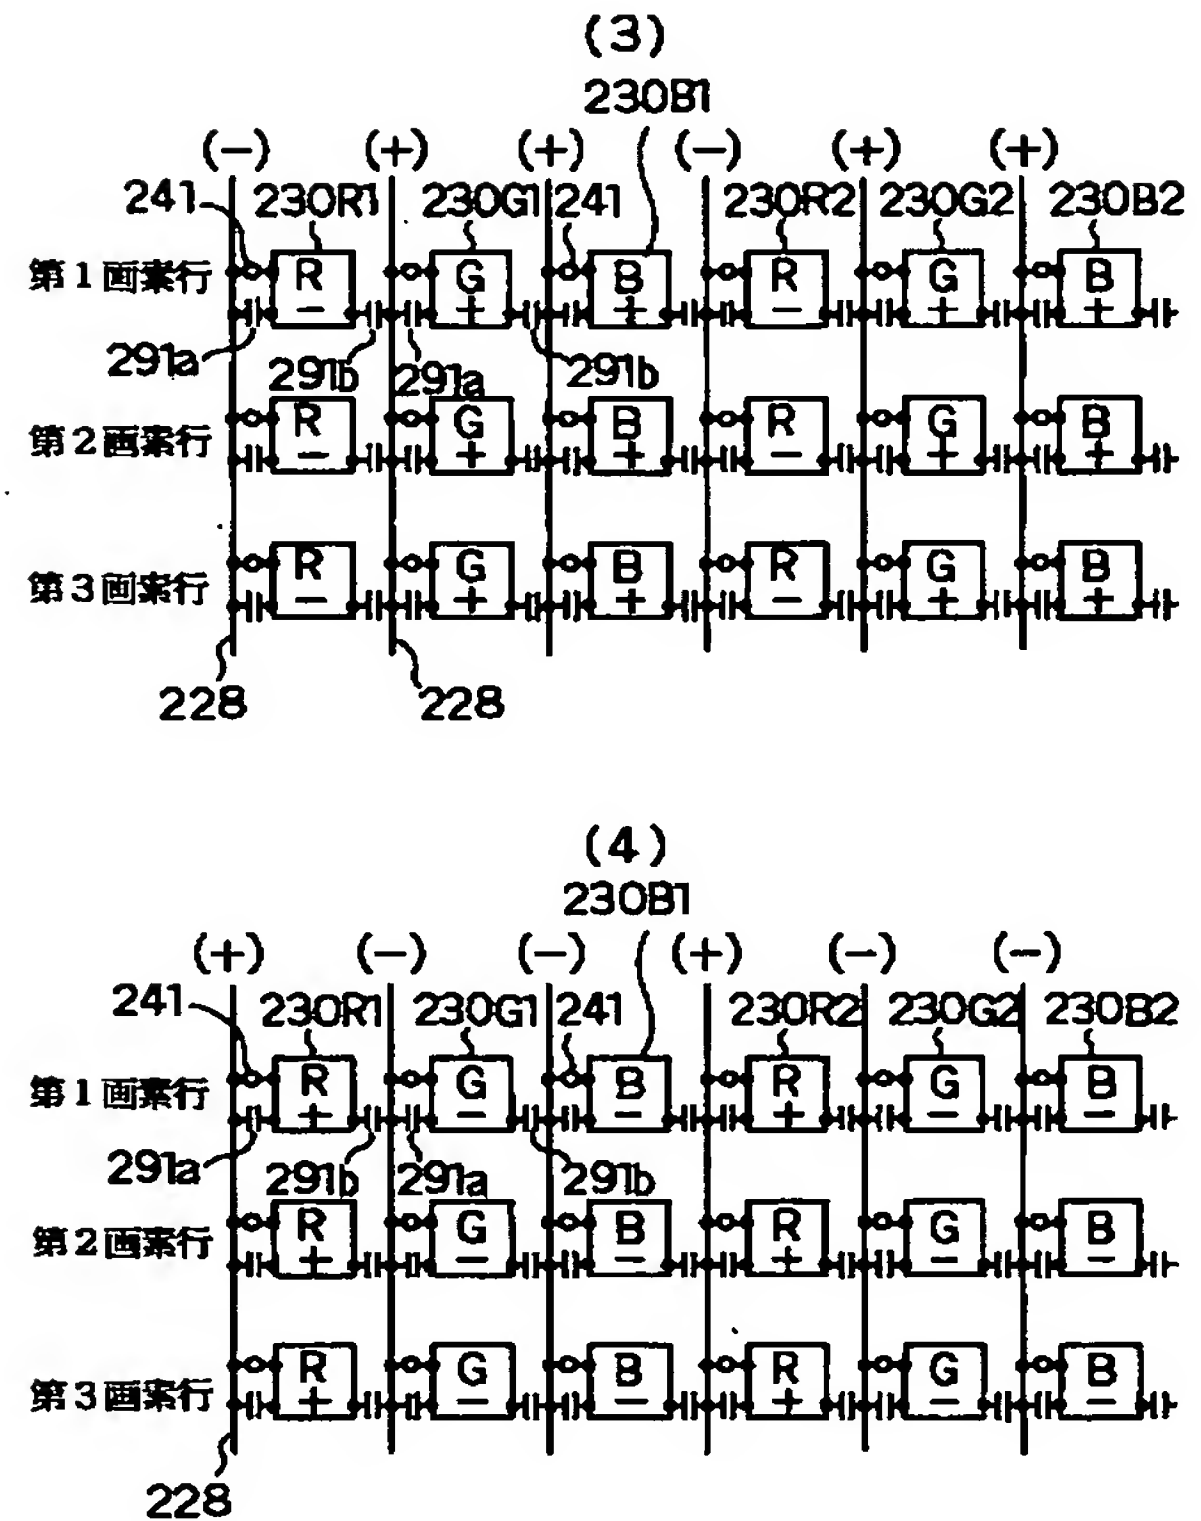 (3)
230B1
(−) (+) (+) (−) (+) (+)
241 230R1 230G1 241 230R2 230G2 230B2
第1画素行 R G B R G B
− + + − + +
291a 291b 291a 291b
第2画素行 R G B R G B
− + + − + +
第3画素行 R G B R G B
− + + − + +
228 228
(4)
230B1
(+) (−) (−) (+) (−) (−)
241 230R1 230G1 241 230R2 230G2 230B2
第1画素行 R G B R G B
+ − − + − −
291a 291b 291a 291b
第2画素行 R G B R G B
+ − − + − −
第3画素行 R G B R G B
+ − − + − −
228